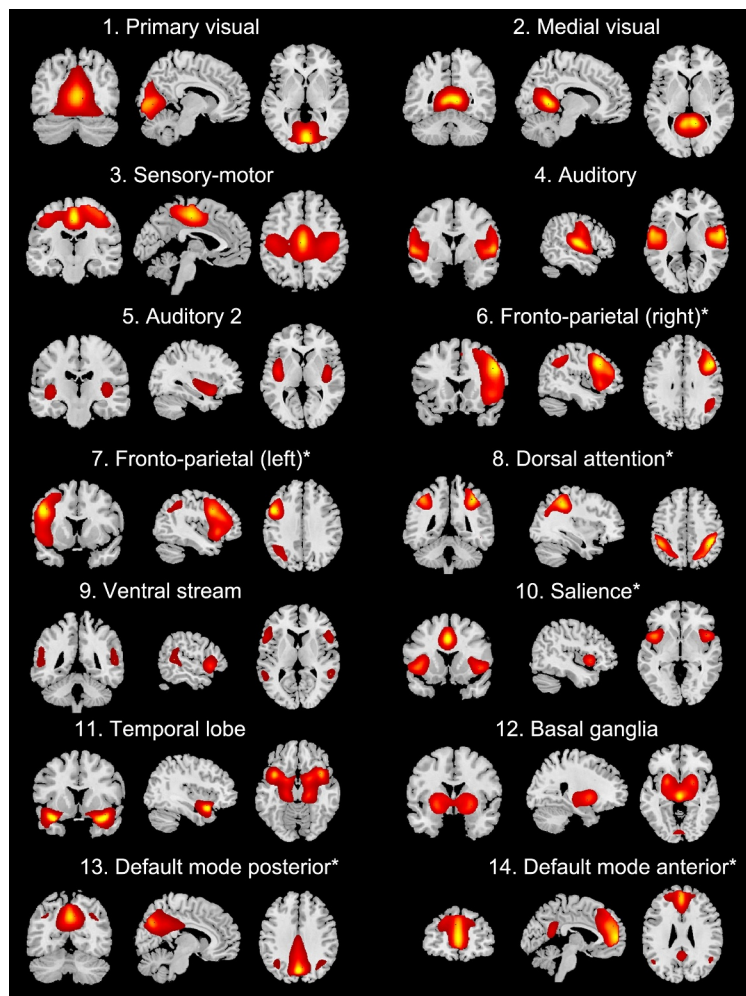 1. Primary visual
2. Medial visual
3. Sensory-motor
4. Auditory
5. Auditory 2
6. Fronto-parietal (right)*
7. Fronto-parietal (left)*
8. Dorsal attention*
9. Ventral stream
10. Salience*
11. Temporal lobe
12. Basal ganglia
13. Default mode posterior*
14. Default mode anterior*